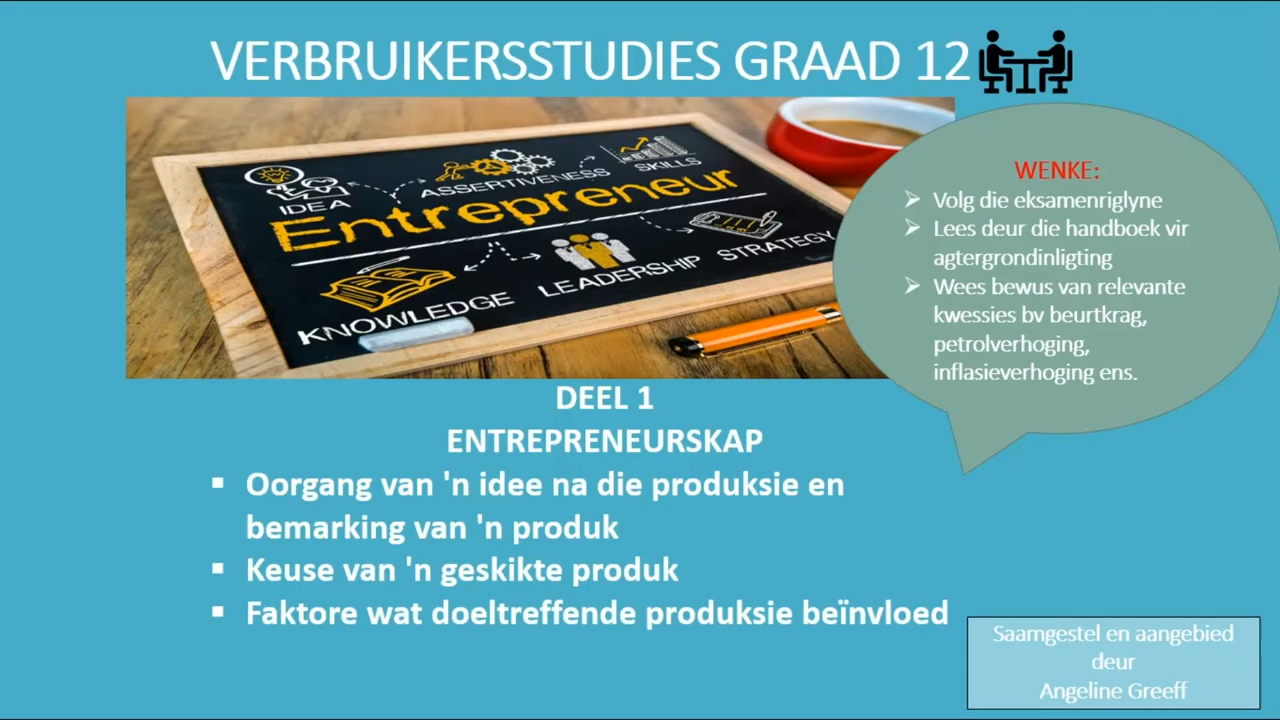 VERBRUIKERSSTUDIES GRAAD 12
IDEA
ASSERTIVENESS
SKILLS
Entrepreneur
KNOWLEDGE
LEADERSHIP
STRATEGY
WENKE:
Volg die eksamenriglyne
Lees deur die handboek vir
agtergrondinligting
Wees bewus van relevante
kwessies bv beurtkrag,
petrolverhoging,
inflasieverhoging ens.
DEEL 1
ENTREPRENEURSKAP
Oorgang van 'n idee na die produksie en
bemarking van 'n produk
Keuse van 'n geskikte produk
Faktore wat doeltreffende produksie beïnvloed
Saamgestel en aangebied
deur
Angeline Greeff